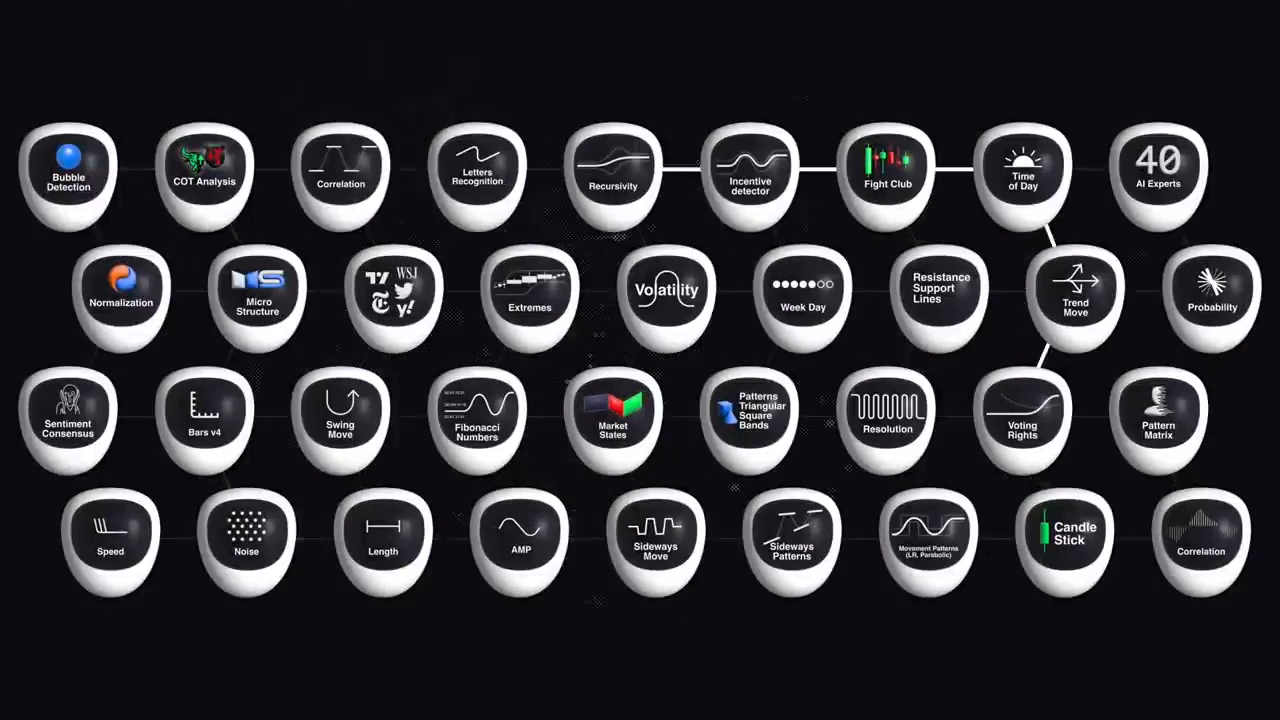 Bubble
Detection
COT Analysis
Correlation
Letters
Recognition
Recursivity
Incentive
detector
Fight Club
Time
of Day
40
AI Experts
Normalization
MS
Micro
Structure
WSJ
T
y!
Extremes
Volatility
Week Day
Resistance
Support
Lines
Trend
Move
Probability
Sentiment
Consensus
Bars v4
Swing
Move
Fibonacci
Numbers
Market
States
Patterns
Triangular
Square
Bands
Resolution
Voting
Rights
Pattern
Matrix
Speed
Noise
Length
AMP
Sideways
Move
Sideways
Patterns
Movement Patterns
(LR, Parabolic)
Candle
Stick
Correlation